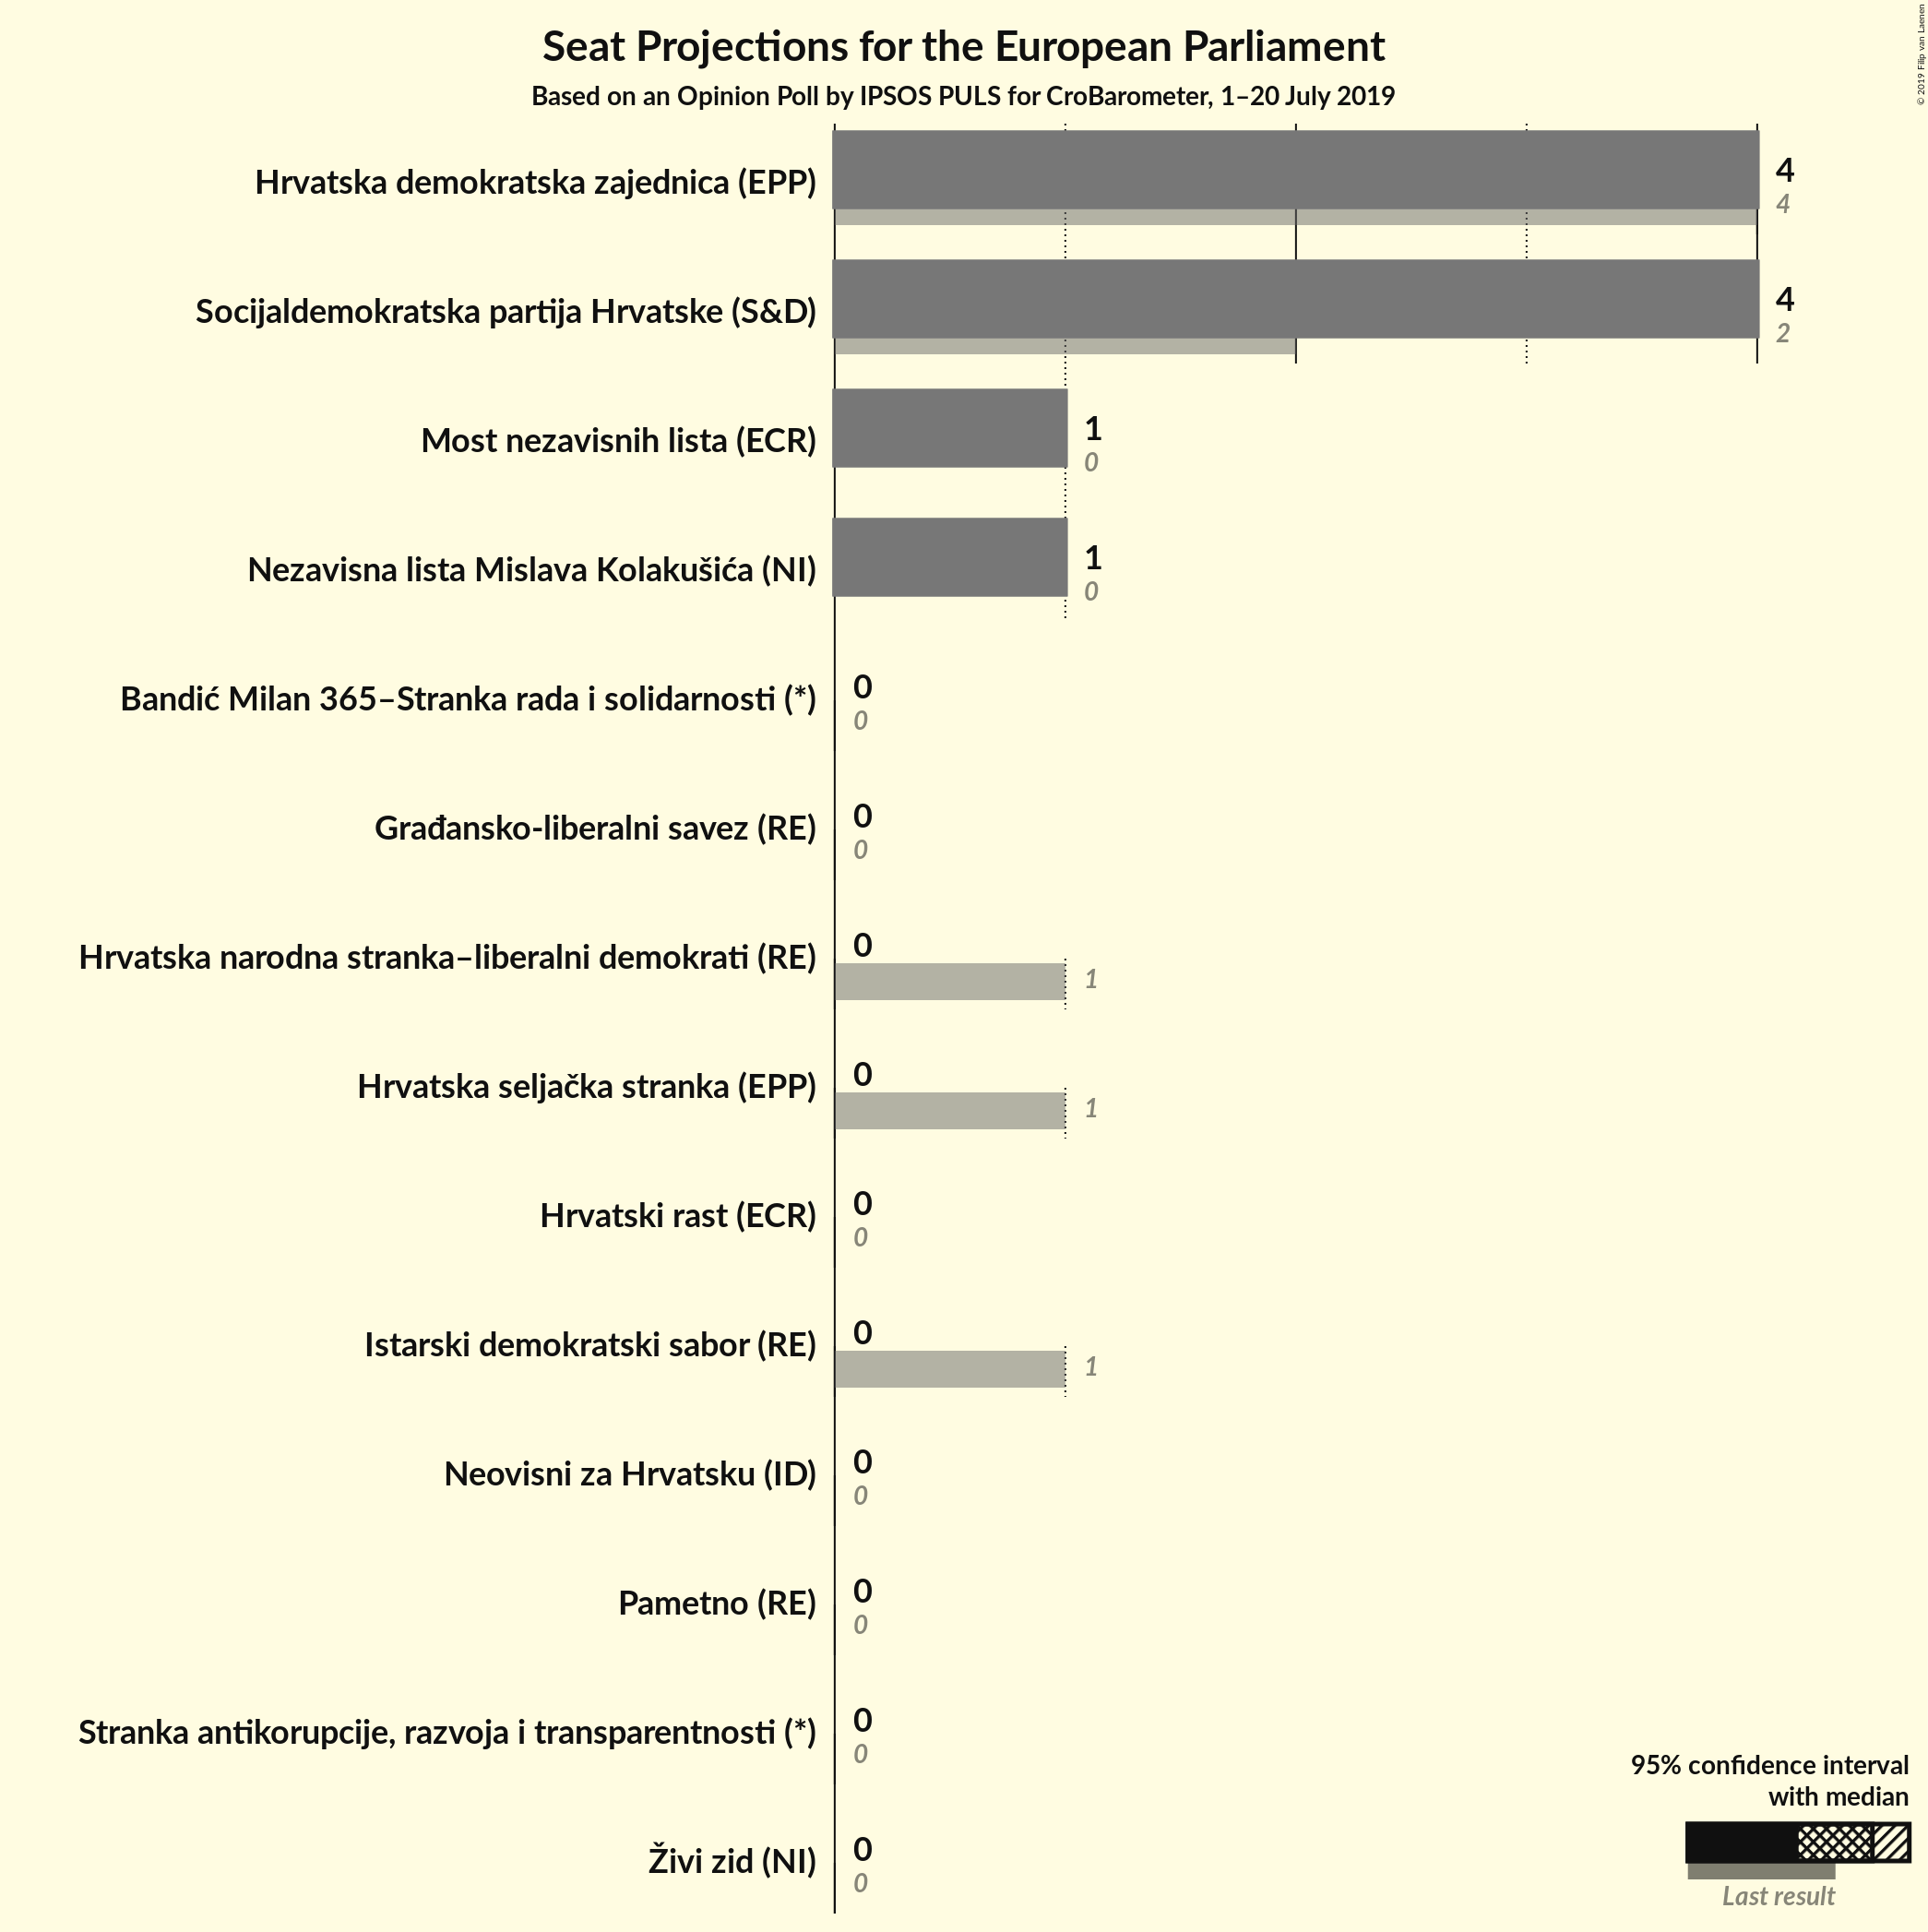 Seat Projections for the European Parliament
Based on an Opinion Poll by IPSOS PULS for CroBarometer, 1–20 July 2019
© 2019 Filip van Laenen
Hrvatska demokratska zajednica (EPP)
4
4
Socijaldemokratska partija Hrvatske (S&D)
4
2
Most nezavisnih lista (ECR)
1
0
Nezavisna lista Mislava Kolakušića (NI)
1
0
Bandić Milan 365–Stranka rada i solidarnosti (*)
0
0
Građansko-liberalni savez (RE)
0
0
Hrvatska narodna stranka–liberalni demokrati (RE)
0
1
Hrvatska seljačka stranka (EPP)
0
1
Hrvatski rast (ECR)
0
0
Istarski demokratski sabor (RE)
0
1
Neovisni za Hrvatsku (ID)
0
0
Pametno (RE)
0
0
Stranka antikorupcije, razvoja i transparentnosti (*)
0
0
Živi zid (NI)
0
0
95% confidence interval
with median
Last result